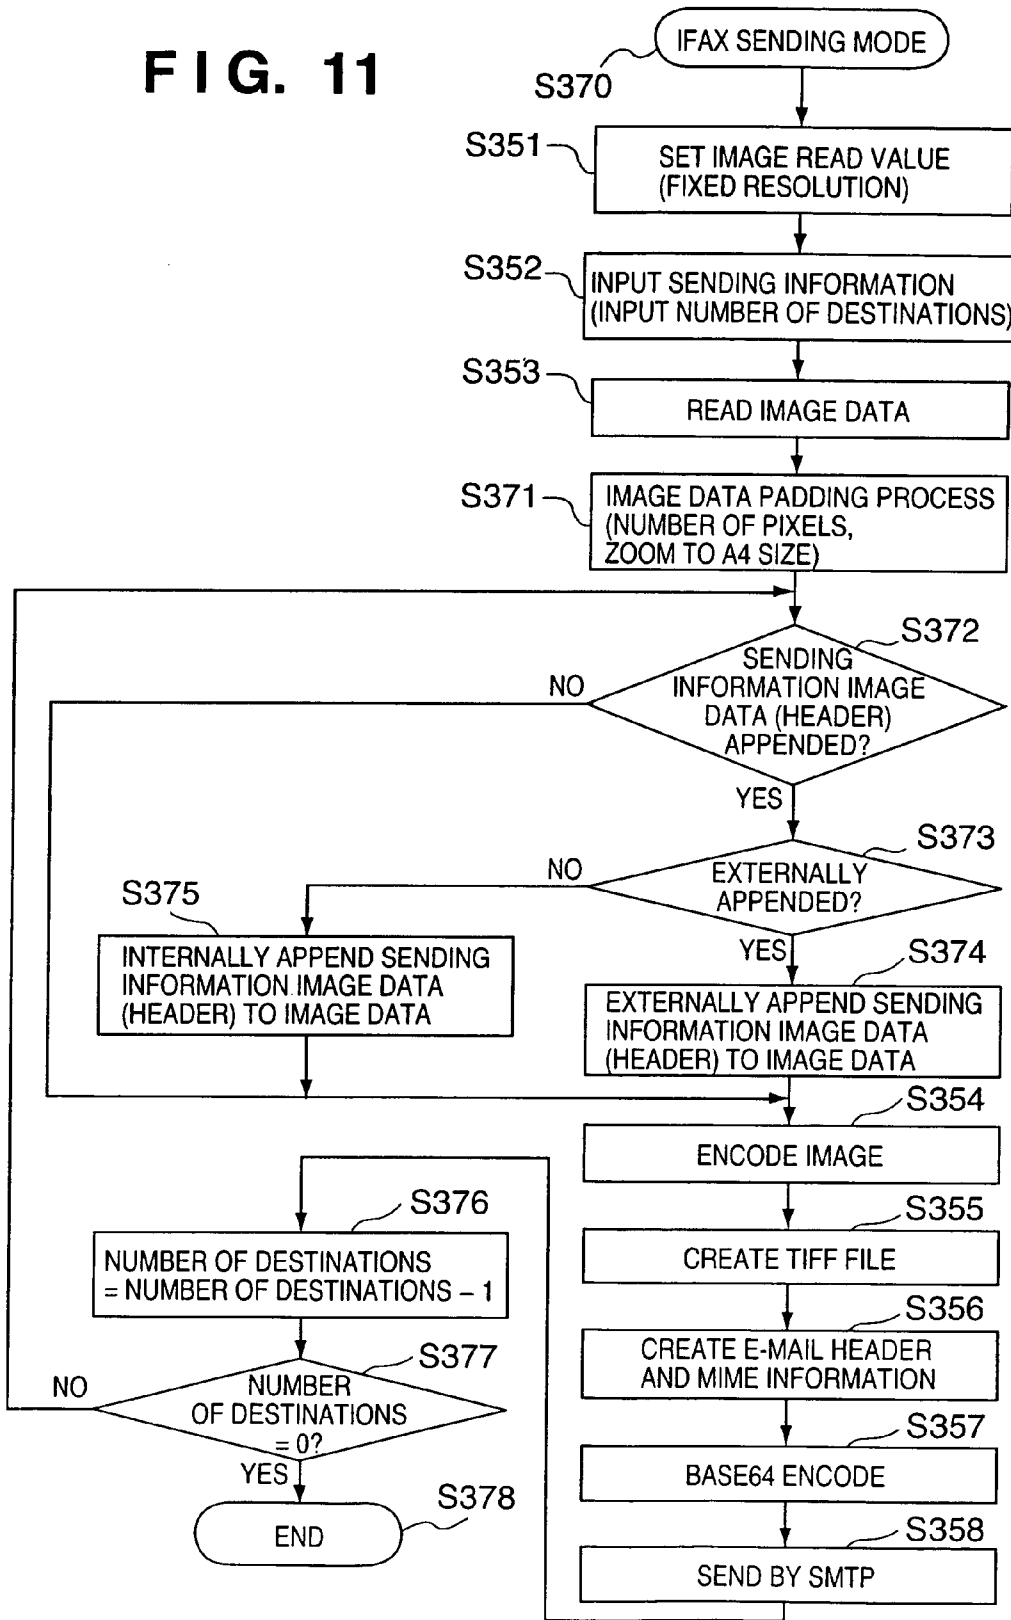 FIG. 11
IFAX SENDING MODE
S370
S351
SET IMAGE READ VALUE
(FIXED RESOLUTION)
S352
INPUT SENDING INFORMATION
(INPUT NUMBER OF DESTINATIONS)
S353
READ IMAGE DATA
S371
IMAGE DATA PADDING PROCESS
(NUMBER OF PIXELS,
ZOOM TO A4 SIZE)
S372
SENDING
INFORMATION IMAGE
DATA (HEADER)
APPENDED?
NO
YES
S373
EXTERNALLY
APPENDED?
NO
YES
S375
INTERNALLY APPEND SENDING
INFORMATION IMAGE DATA
(HEADER) TO IMAGE DATA
S374
EXTERNALLY APPEND SENDING
INFORMATION IMAGE DATA
(HEADER) TO IMAGE DATA
S354
ENCODE IMAGE
S355
CREATE TIFF FILE
S356
CREATE E-MAIL HEADER
AND MIME INFORMATION
S357
BASE64 ENCODE
S358
SEND BY SMTP
S376
NUMBER OF DESTINATIONS
= NUMBER OF DESTINATIONS – 1
S377
NUMBER
OF DESTINATIONS
= 0?
NO
YES
S378
END